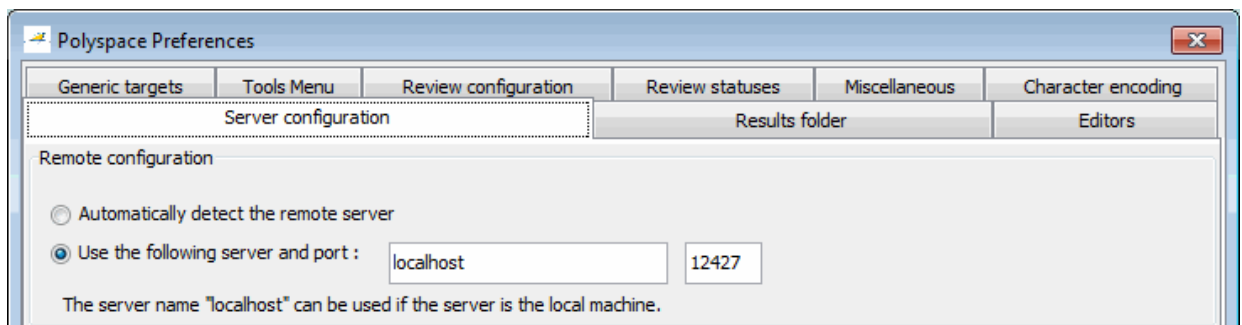 Polyspace Preferences
Generic targets Tools Menu Review configuration Review statuses Miscellaneous Character encoding
Server configuration Results folder Editors
Remote configuration
Automatically detect the remote server
Use the following server and port : localhost 12427
The server name "localhost" can be used if the server is the local machine.